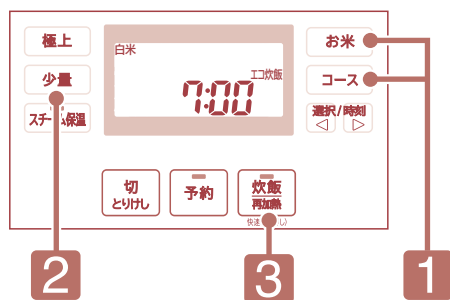 極上
少量
スチーム保温
白米
エコ炊飯
7:00
お米
コース
選択/時刻
切
とりけし
予約
炊飯
再加熱
2
3
1